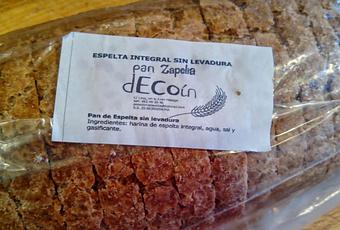 ESPELTA INTEGRAL SIN LEVADURA
pan Zapelta
dECoín
Pan de Espelta sin levadura
Ingredientes: harina de espelta integral, agua, sal y
gasificante.